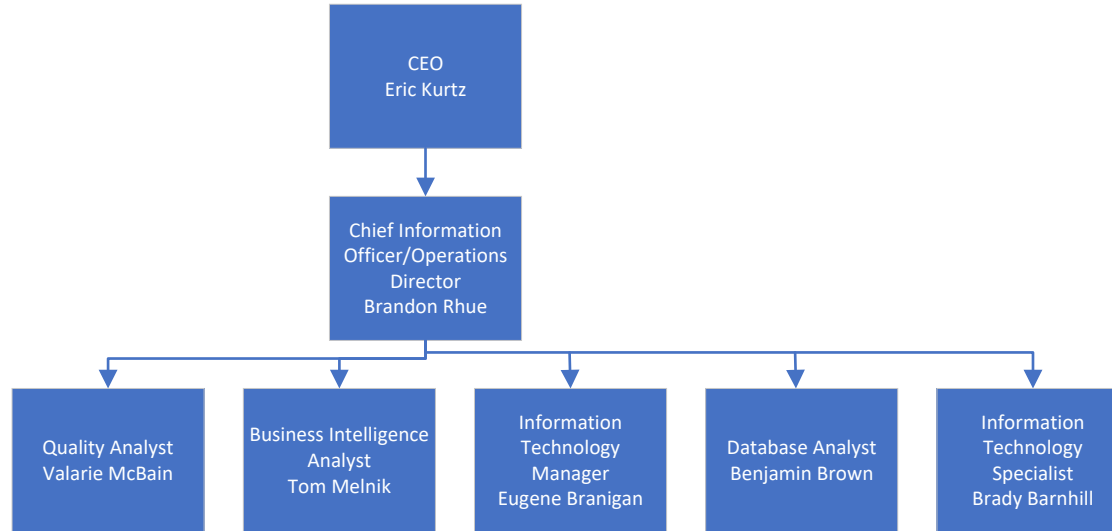 CEO
Eric Kurtz
Chief Information
Officer/Operations
Director
Brandon Rhue
Quality Analyst
Valarie McBain
Business Intelligence
Analyst
Tom Melnik
Information
Technology
Manager
Eugene Branigan
Database Analyst
Benjamin Brown
Information
Technology
Specialist
Brady Barnhill